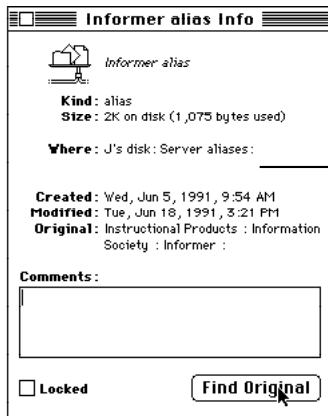 Informer alias Info
Informer alias
Kind: alias
Size: 2K on disk (1,075 bytes used)
Where: J's disk: Server aliases:
Created: Wed, Jun 5, 1991, 9:54 AM
Modified: Tue, Jun 18, 1991, 3:21 PM
Original: Instructional Products : Information
Society : Informer :
Comments:
Locked
Find Original